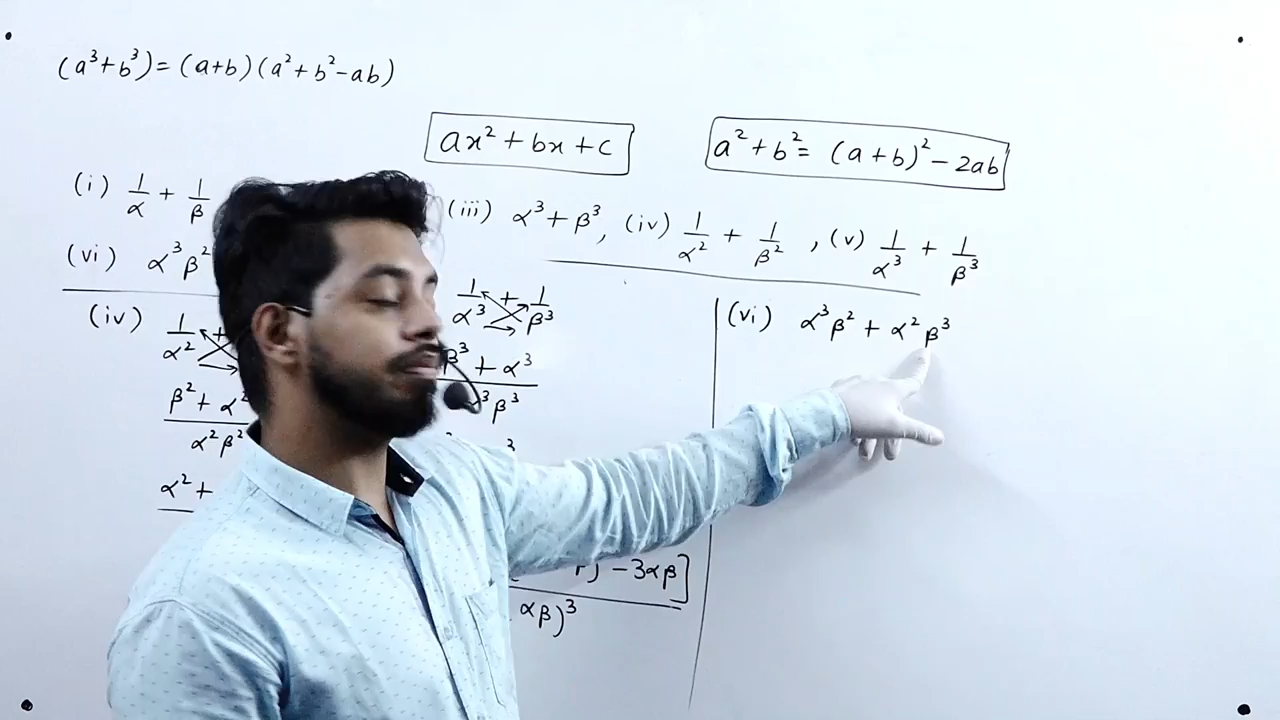 (a³+b³)=(a+b)(a²+b²-ab)
ax²+bx+c
a²+b²=(a+b)²-2ab
(i) 1/α + 1/β
(iii) α³+β³, (iv) 1/α² + 1/β² , (v) 1/α³ + 1/β³
(vi) α³β²
(iv) 1/α² +
β²+α²
α²β²
α²+
1/α³ + 1/β³
β³+α³
α³β³
3
) -3αβ]
αβ)³
(vi) α³β²+α²β³